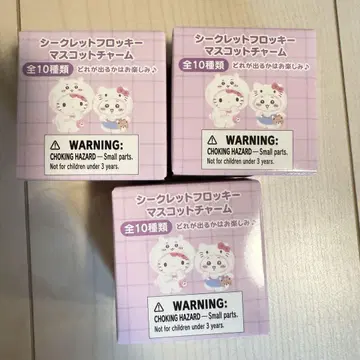 シークレットフロッキー
マスコットチャーム
全10種類 どれが出るかはお楽しみ♪
WARNING:
CHOKING HAZARD — Small parts.
Not for children under 3 years.
シークレットフロッキー
マスコットチャーム
全10種類 どれが出るかはお楽しみ♪
WARNING:
CHOKING HAZARD — Small parts.
Not for children under 3 years.
シークレットフロッキー
マスコットチャーム
全10種類 どれが出るかはお楽しみ♪
WARNING:
CHOKING HAZARD — Small parts.
Not for children under 3 years.